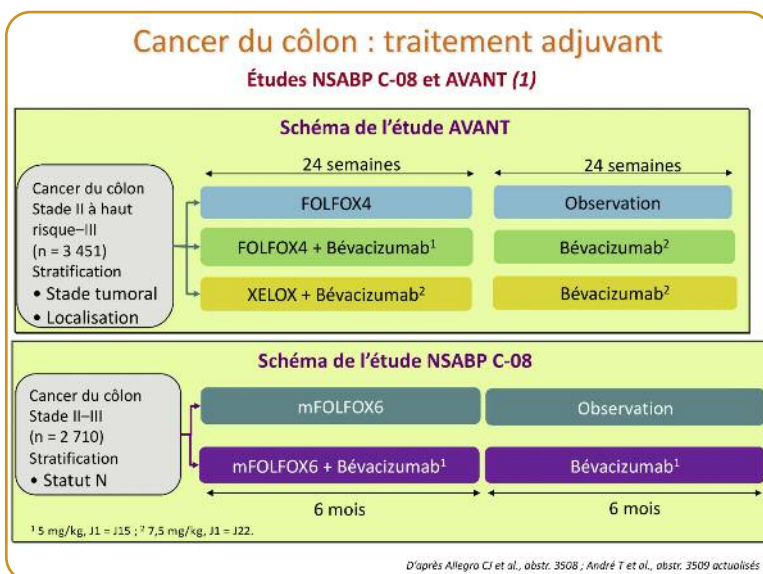 Cancer du côlon : traitement adjuvant
Études NSABP C-08 et AVANT (1)
Schéma de l'étude AVANT
24 semaines
24 semaines
Cancer du côlon
Stade II à haut
risque–III
(n = 3 451)
Stratification
• Stade tumoral
• Localisation
FOLFOX4
Observation
FOLFOX4 + Bévacizumab¹
Bévacizumab²
XELOX + Bévacizumab²
Bévacizumab²
Schéma de l'étude NSABP C-08
Cancer du côlon
Stade II–III
(n = 2 710)
Stratification
• Statut N
mFOLFOX6
Observation
mFOLFOX6 + Bévacizumab¹
Bévacizumab¹
6 mois
6 mois
¹ 5 mg/kg, J1 = J15 ; ² 7,5 mg/kg, J1 = J22.
D'après Allegra CJ et al., abstr. 3508 ; André T et al., abstr. 3509 actualisés